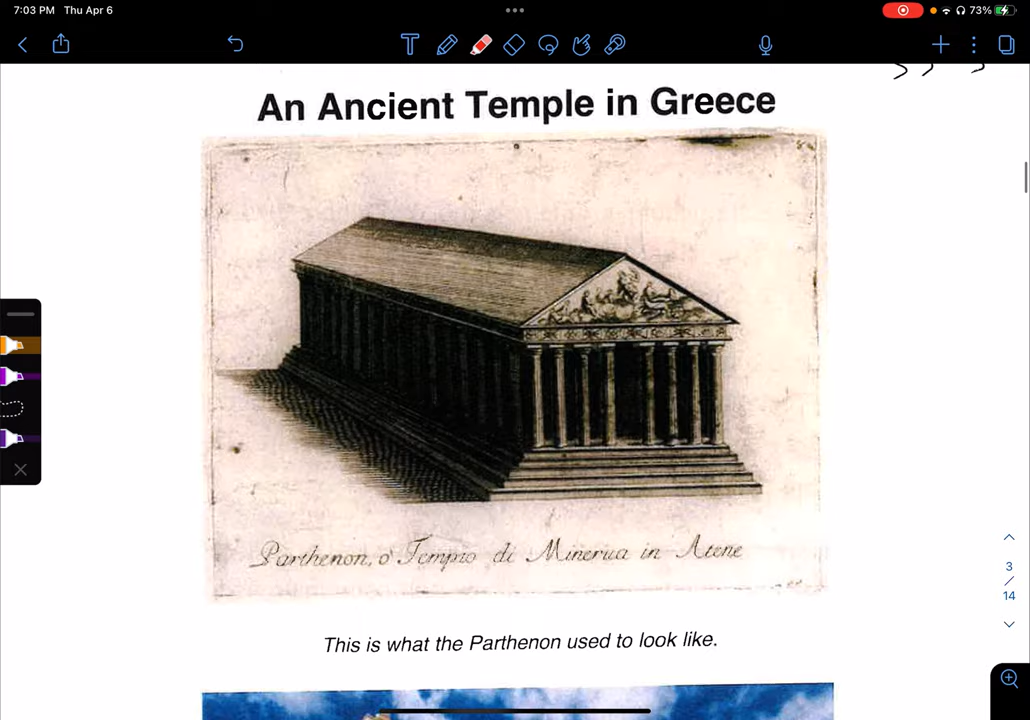 7:03 PM Thu Apr 6
73%
An Ancient Temple in Greece
Parthenon, o' Tempio di Minerua in Atene
This is what the Parthenon used to look like.
3
/
14